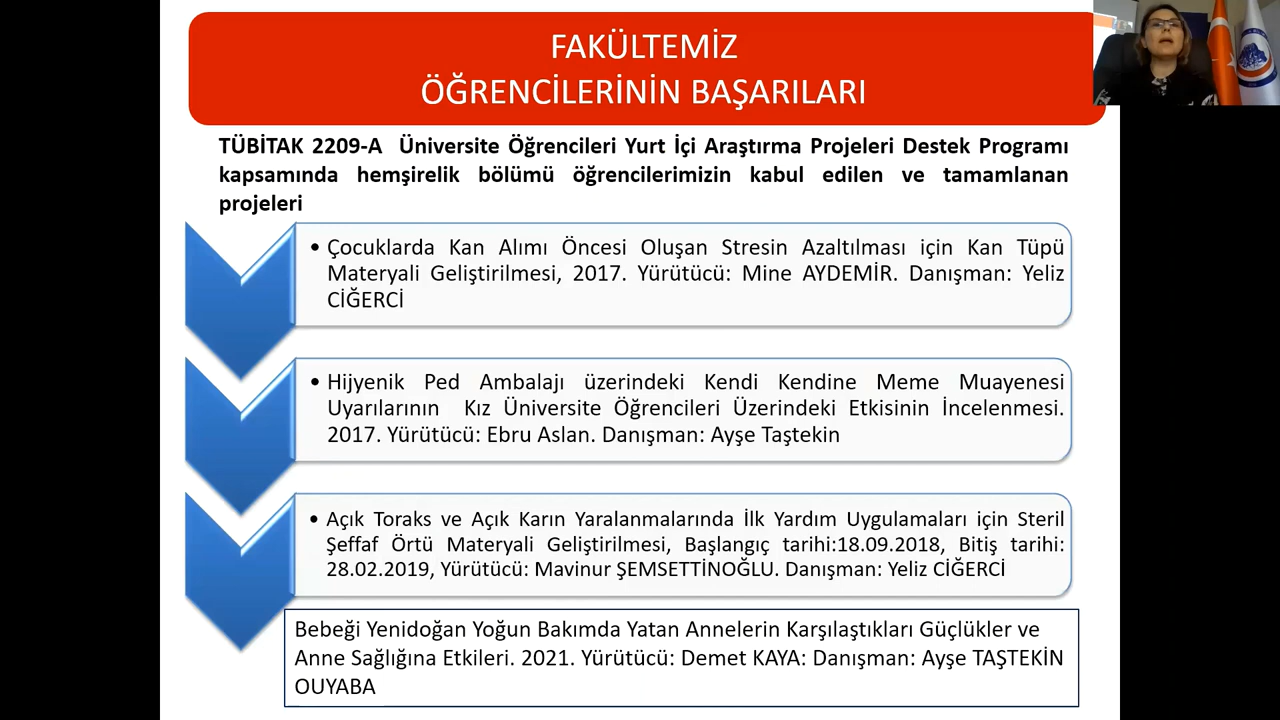 FAKÜLTEMİZ
ÖĞRENCİLERİNİN BAŞARILARI
TÜBİTAK 2209-A Üniversite Öğrencileri Yurt İçi Araştırma Projeleri Destek Programı
kapsamında hemşirelik bölümü öğrencilerimizin kabul edilen ve tamamlanan
projeleri
• Çocuklarda Kan Alımı Öncesi Oluşan Stresin Azaltılması için Kan Tüpü
Materyali Geliştirilmesi, 2017. Yürütücü: Mine AYDEMİR. Danışman: Yeliz
CİĞERCİ
• Hijyenik Ped Ambalajı üzerindeki Kendi Kendine Meme Muayenesi
Uyarılarının Kız Üniversite Öğrencileri Üzerindeki Etkisinin İncelenmesi.
2017. Yürütücü: Ebru Aslan. Danışman: Ayşe Taştekin
• Açık Toraks ve Açık Karın Yaralanmalarında İlk Yardım Uygulamaları için Steril
Şeffaf Örtü Materyali Geliştirilmesi, Başlangıç tarihi:18.09.2018, Bitiş tarihi:
28.02.2019, Yürütücü: Mavinur ŞEMSETTİNOĞLU. Danışman: Yeliz CİĞERCİ
Bebeği Yenidoğan Yoğun Bakımda Yatan Annelerin Karşılaştıkları Güçlükler ve
Anne Sağlığına Etkileri. 2021. Yürütücü: Demet KAYA: Danışman: Ayşe TAŞTEKİN
OUYABA